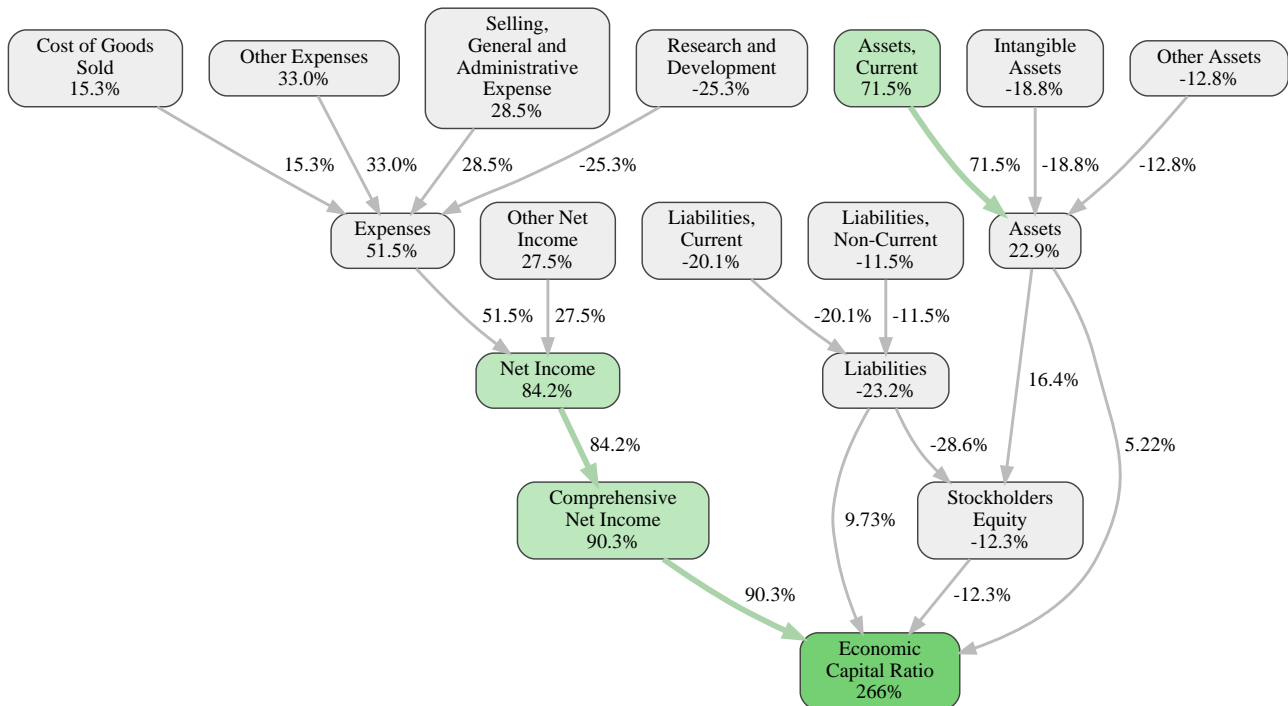 Cost of Goods
Sold
15.3%
Other Expenses
33.0%
Selling,
General and
Administrative
Expense
28.5%
Research and
Development
-25.3%
Assets,
Current
71.5%
Intangible
Assets
-18.8%
Other Assets
-12.8%
15.3%
33.0%
28.5%
-25.3%
71.5%
-18.8%
-12.8%
Expenses
51.5%
Other Net
Income
27.5%
Liabilities,
Current
-20.1%
Liabilities,
Non-Current
-11.5%
Assets
22.9%
51.5%
27.5%
-20.1%
-11.5%
Net Income
84.2%
Liabilities
-23.2%
16.4%
84.2%
-28.6%
5.22%
Comprehensive
Net Income
90.3%
9.73%
Stockholders
Equity
-12.3%
90.3%
-12.3%
Economic
Capital Ratio
266%